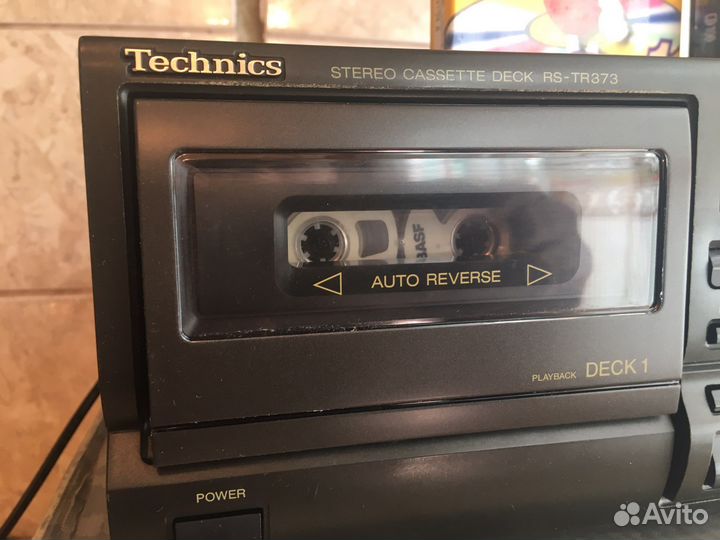 Technics
STEREO CASSETTE DECK RS-TR373
BASF
AUTO REVERSE
PLAYBACK DECK 1
POWER
Avito